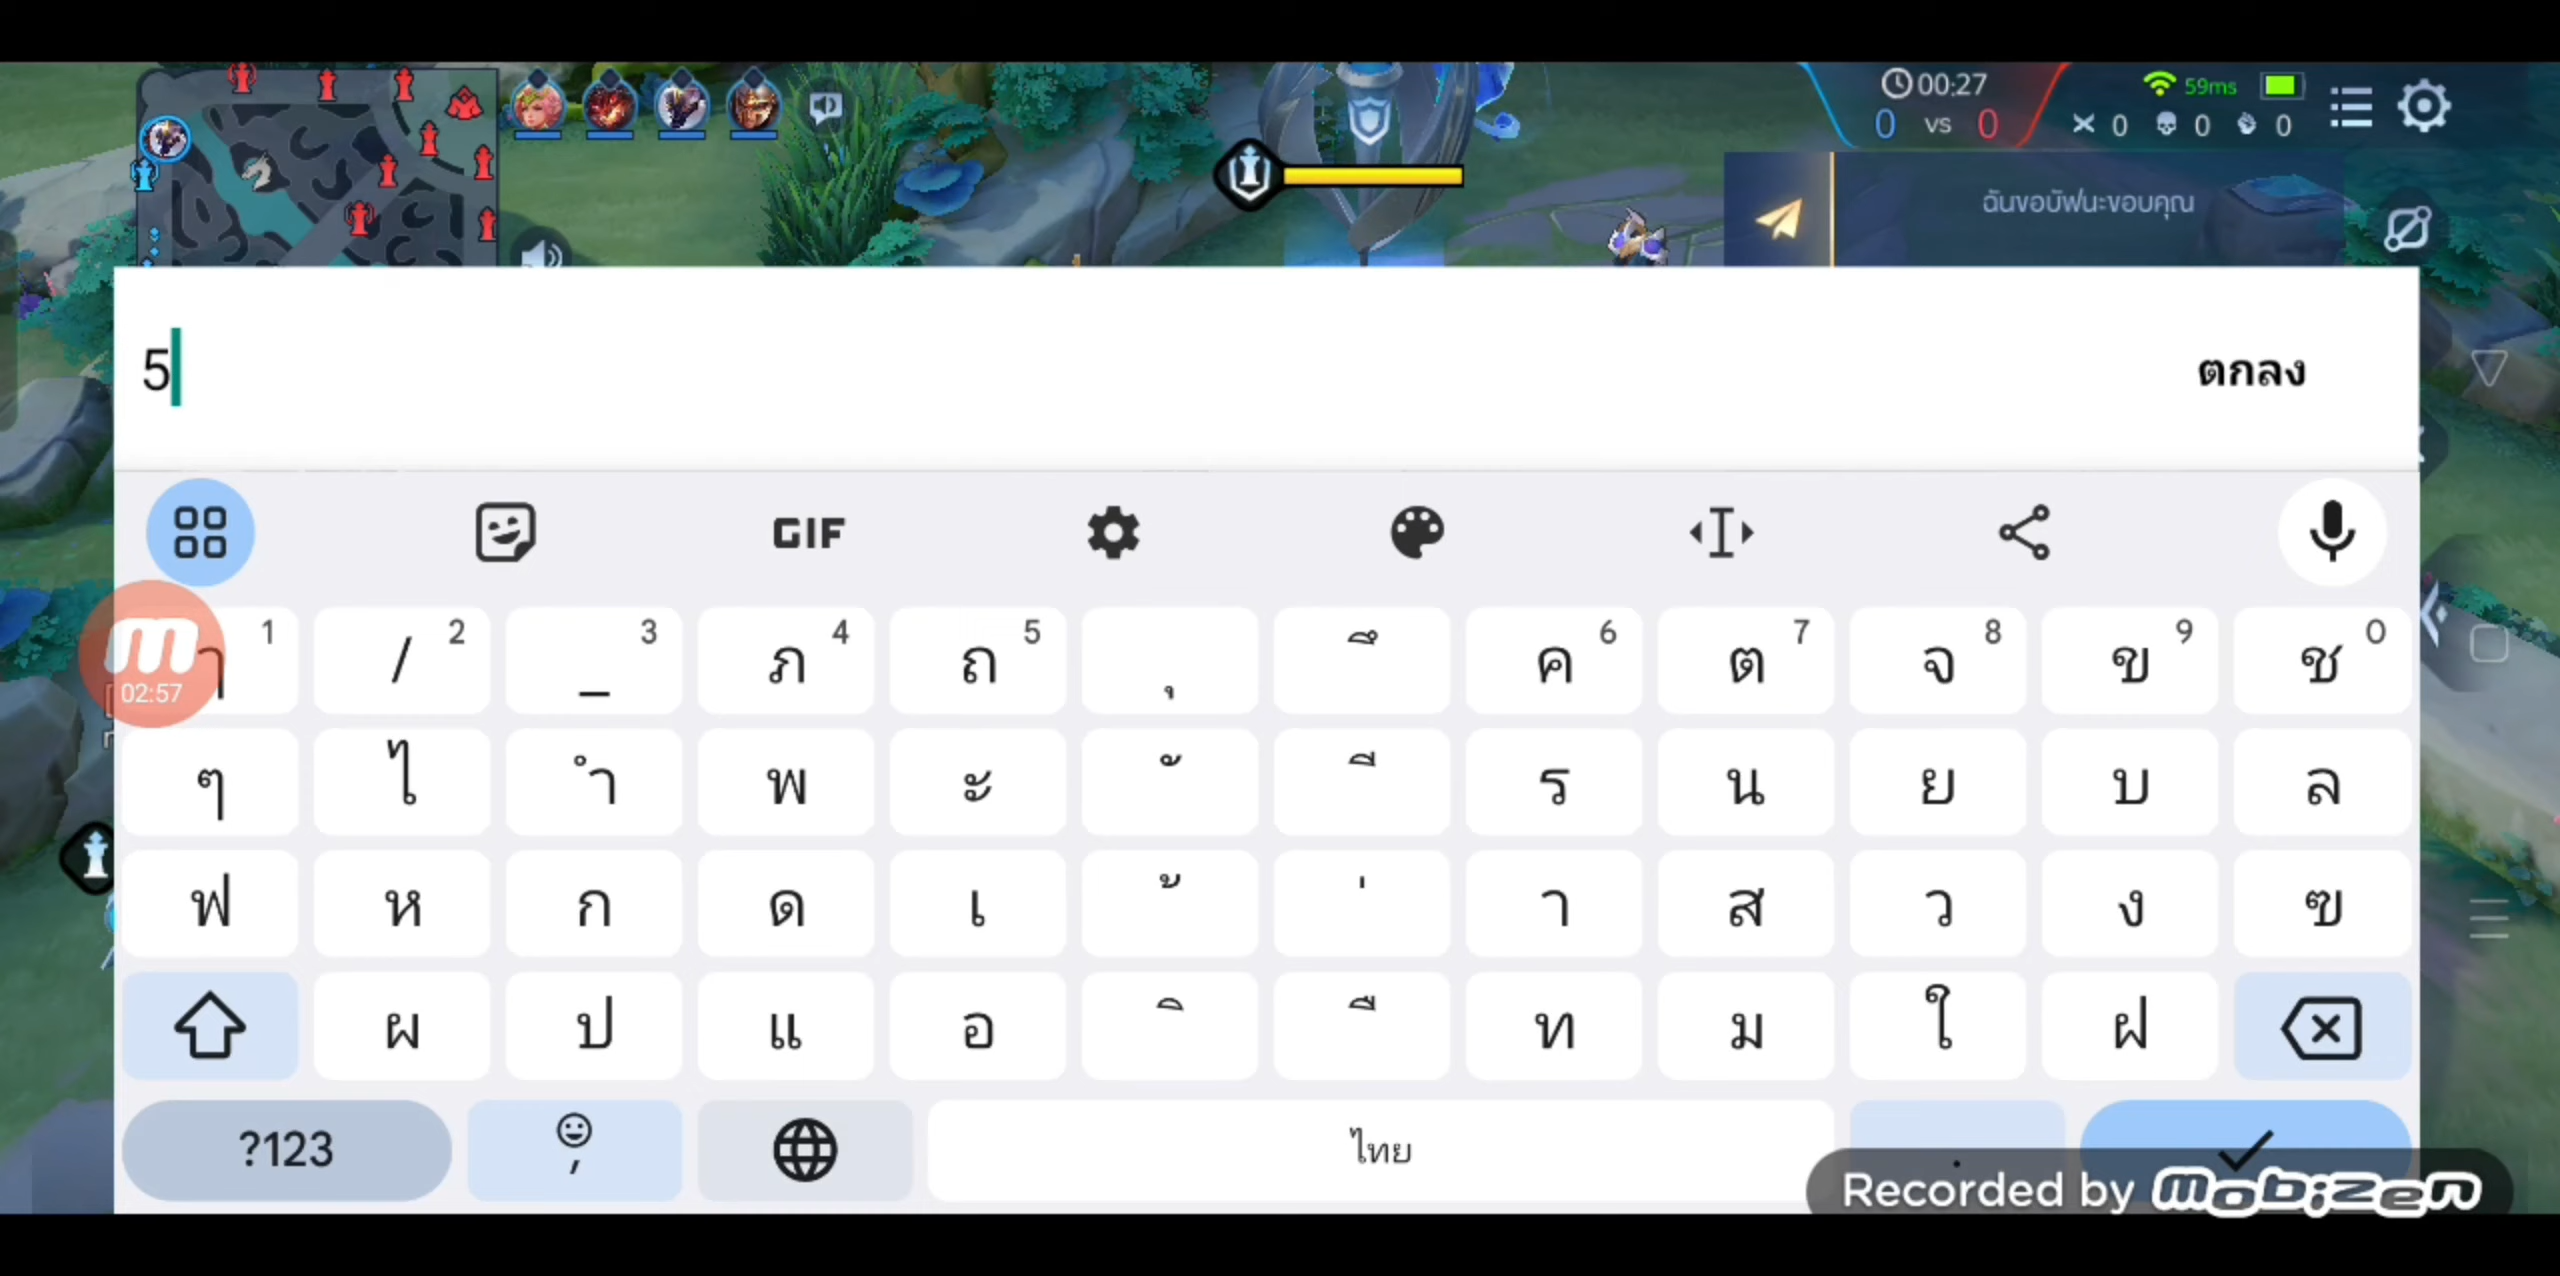 00:27
59ms
0 vs 0
0 0 0
ฉันขอบัฟนะขอบคุณ
5
ตกลง
GIF
1 / 2 _ 3 ภ 4 ถ 5 ุ ึ ค 6 ต 7 จ 8 ข 9 ช 0
02:57
ๆ ไ ำ พ ะ ั ี ร น ย บ ล
ฟ ห ก ด เ ้ ่ า ส ว ง ฃ
ผ ป แ อ ิ ื ท ม ใ ฝ
?123 , ไทย .
Recorded by mobizen